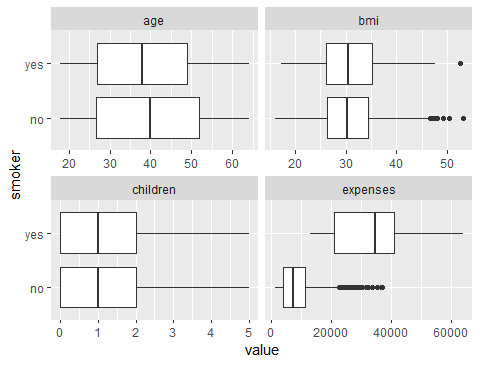 age
bmi
yes
no
20 30 40 50 60
20 30 40 50
children
expenses
yes
no
0 1 2 3 4 5
0 20000 40000 60000
smoker
value